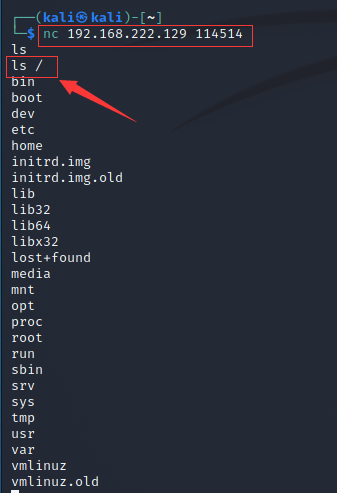 ┌──(kali㉿kali)-[~]
└─$ nc 192.168.222.129 114514
ls
ls /
bin
boot
dev
etc
home
initrd.img
initrd.img.old
lib
lib32
lib64
libx32
lost+found
media
mnt
opt
proc
root
run
sbin
srv
sys
tmp
usr
var
vmlinuz
vmlinuz.old